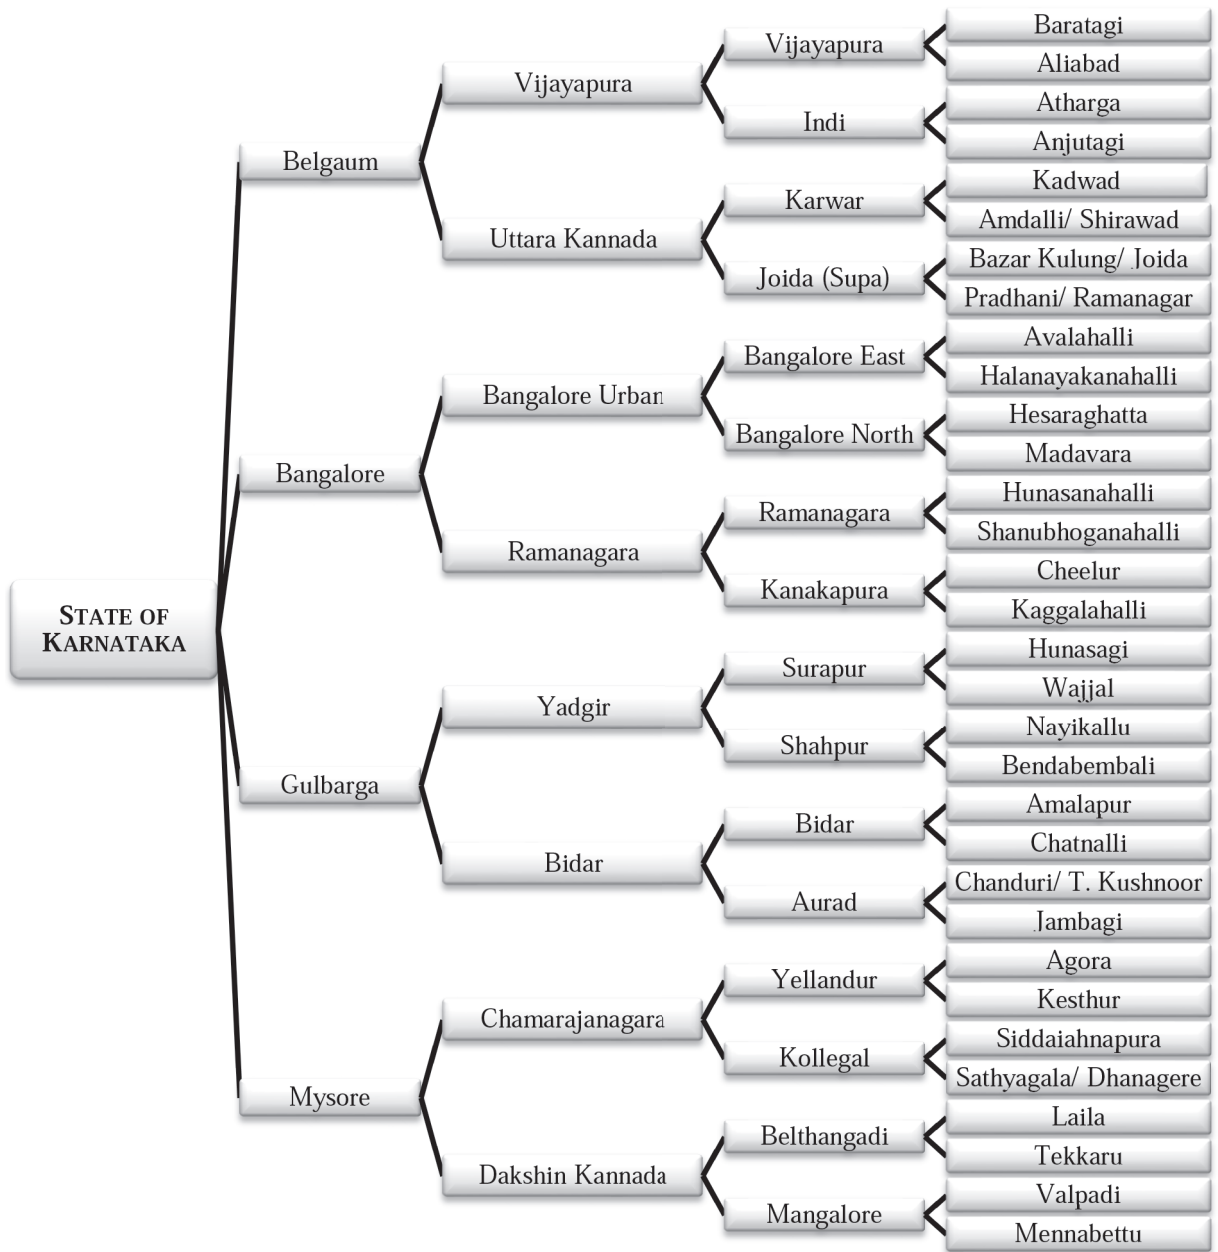 STATE OF
KARNATAKA
Belgaum
Bangalore
Gulbarga
Mysore
Vijayapura
Uttara Kannada
Bangalore Urban
Ramanagara
Yadgir
Bidar
Chamarajanagara
Dakshin Kannada
Vijayapura
Indi
Karwar
Joida (Supa)
Bangalore East
Bangalore North
Ramanagara
Kanakapura
Surapur
Shahpur
Bidar
Aurad
Yellandur
Kollegal
Belthangadi
Mangalore
Baratagi
Aliabad
Atharga
Anjutagi
Kadwad
Amdalli/ Shirawad
Bazar Kulung/ Joida
Pradhani/ Ramanagar
Avalahalli
Halanayakanahalli
Hesaraghatta
Madavara
Hunasanahalli
Shanubhoganahalli
Cheelur
Kaggalahalli
Hunasagi
Wajjal
Nayikallu
Bendabembali
Amalapur
Chatnalli
Chanduri/ T. Kushnoor
Jambagi
Agora
Kesthur
Siddaiahnapura
Sathyagala/ Dhanagere
Laila
Tekkaru
Valpadi
Mennabettu